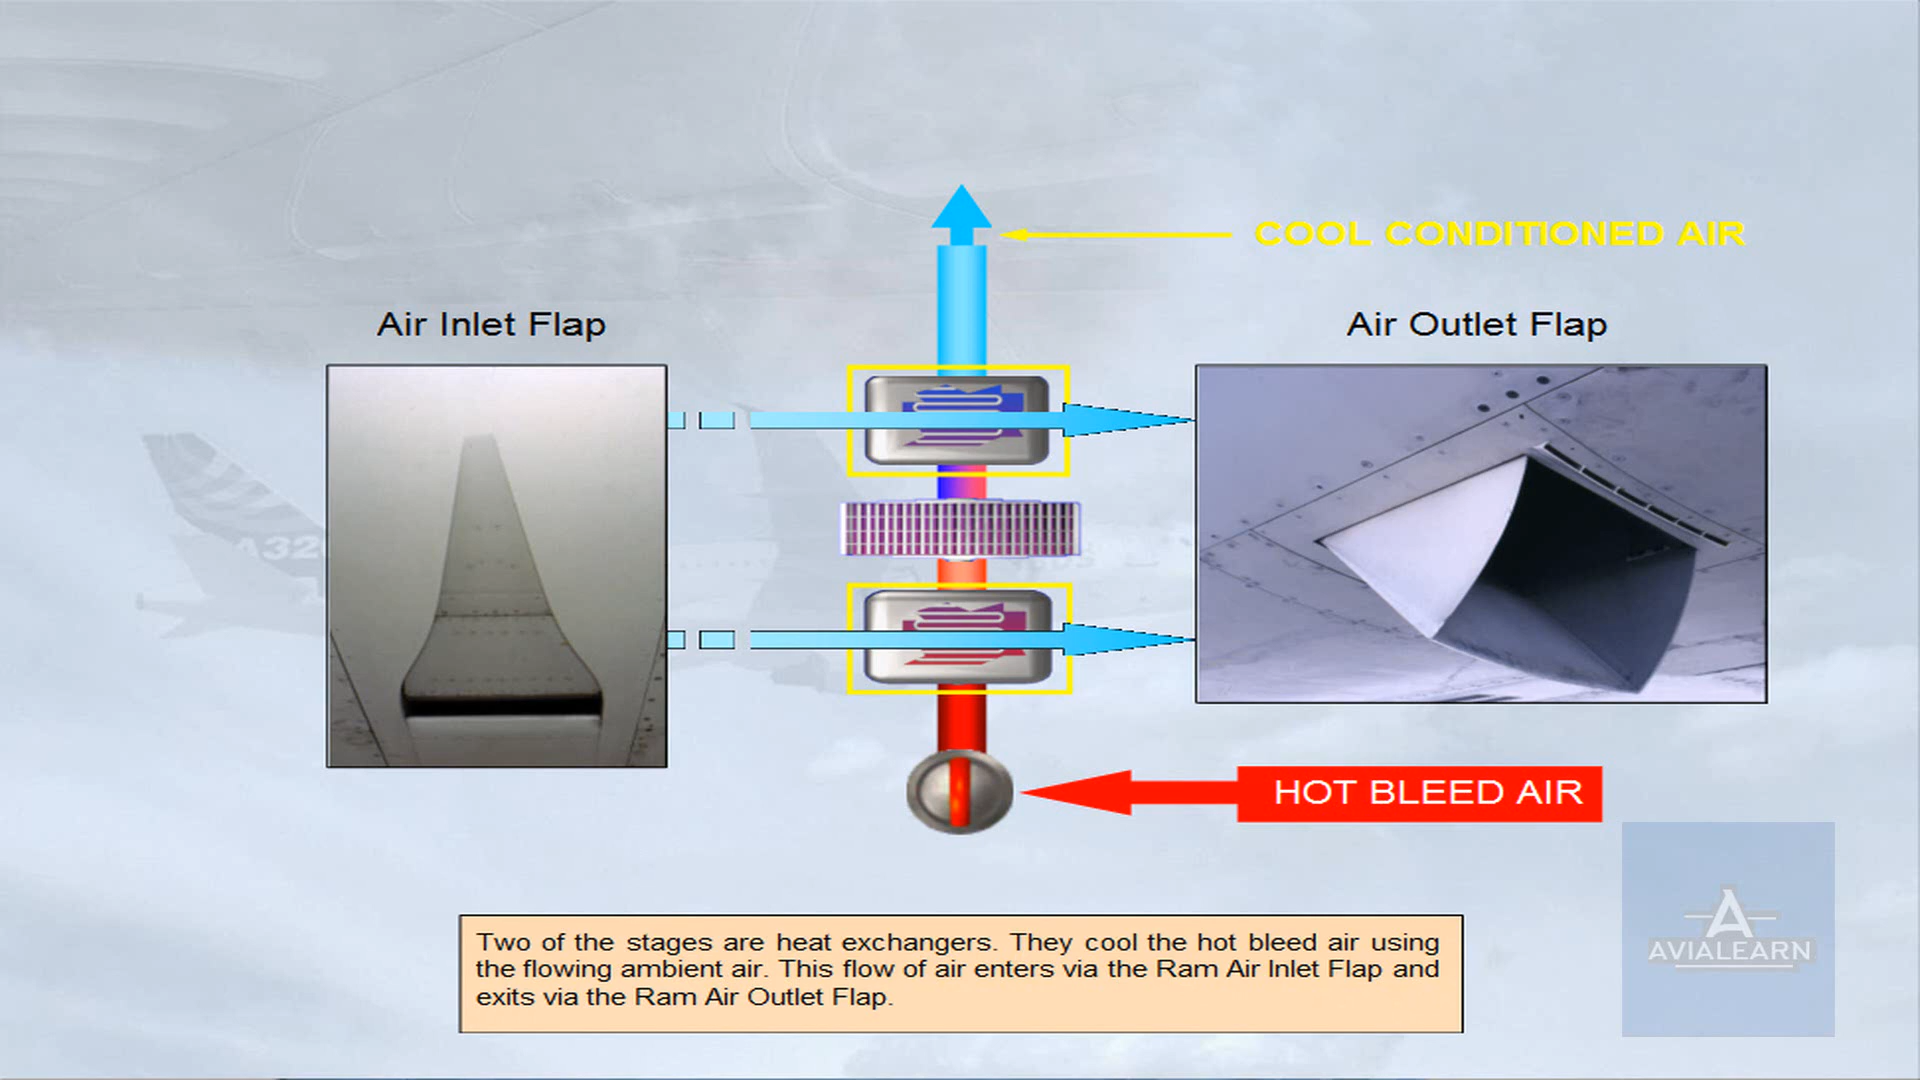 COOL CONDITIONED AIR
Air Inlet Flap
Air Outlet Flap
A320
HOT BLEED AIR
Two of the stages are heat exchangers. They cool the hot bleed air using
the flowing ambient air. This flow of air enters via the Ram Air Inlet Flap and
exits via the Ram Air Outlet Flap.
A
AVIALEARN